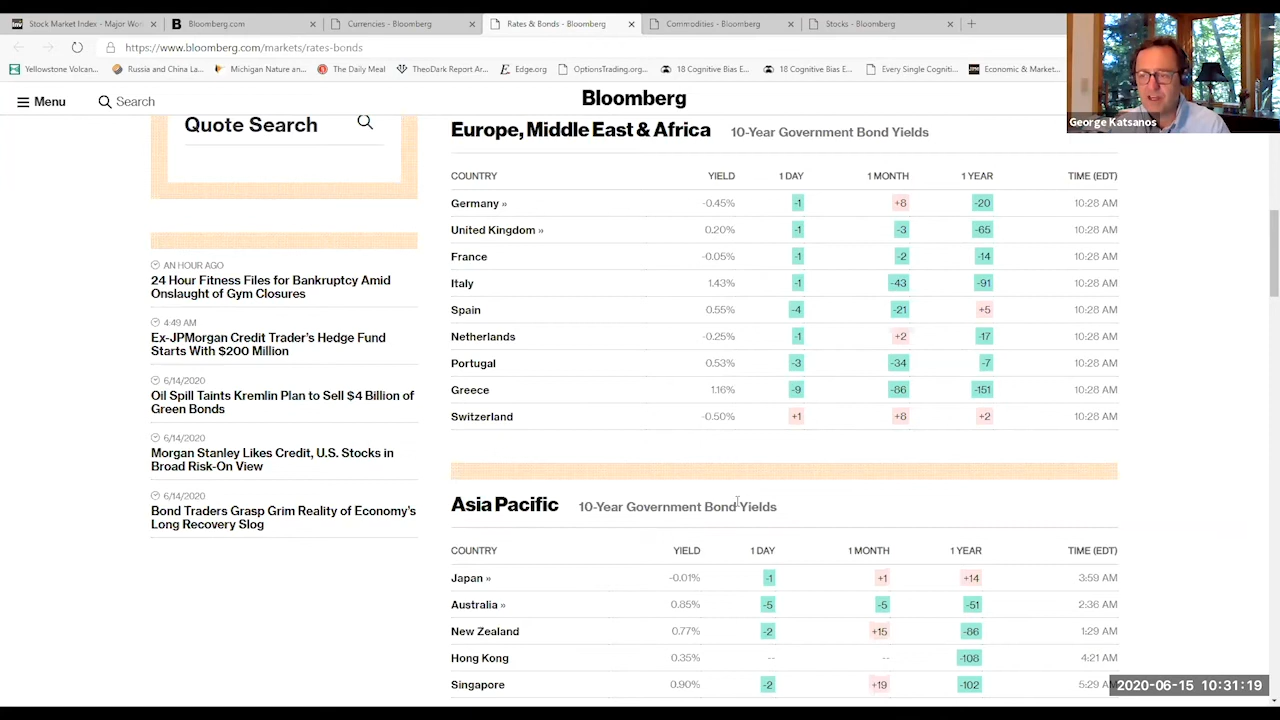 Stock Market Index - Major Wor
Bloomberg.com
Currencies - Bloomberg
Rates & Bonds - Bloomberg
Commodities - Bloomberg
Stocks - Bloomberg
https://www.bloomberg.com/markets/rates-bonds
Yellowstone Volcan... Russia and China La... Michigan Nature an... The Daily Meal TheoDark Report Ar... Edge.org OptionsTrading.org... 18 Cognitive Bias E... 18 Cognitive Bias E... Every Single Cogniti... Economic & Market...
George Katsanos
Menu Search Bloomberg
Quote Search
AN HOUR AGO
24 Hour Fitness Files for Bankruptcy Amid
Onslaught of Gym Closures
4:49 AM
Ex-JPMorgan Credit Trader's Hedge Fund
Starts With $200 Million
6/14/2020
Oil Spill Taints Kremlin Plan to Sell $4 Billion of
Green Bonds
6/14/2020
Morgan Stanley Likes Credit, U.S. Stocks in
Broad Risk-On View
6/14/2020
Bond Traders Grasp Grim Reality of Economy's
Long Recovery Slog
Europe, Middle East & Africa 10-Year Government Bond Yields
COUNTRY YIELD 1 DAY 1 MONTH 1 YEAR TIME (EDT)
Germany » -0.45% -1 +8 -20 10:28 AM
United Kingdom » 0.20% -1 -3 -65 10:28 AM
France -0.05% -1 -2 -14 10:28 AM
Italy 1.43% -1 -43 -91 10:28 AM
Spain 0.55% -4 -21 +5 10:28 AM
Netherlands -0.25% -1 +2 -17 10:28 AM
Portugal 0.53% -3 -34 -7 10:28 AM
Greece 1.16% -9 -66 -151 10:28 AM
Switzerland -0.50% +1 +8 +2 10:28 AM
Asia Pacific 10-Year Government Bond Yields
COUNTRY YIELD 1 DAY 1 MONTH 1 YEAR TIME (EDT)
Japan » -0.01% -1 +1 +14 3:59 AM
Australia » 0.85% -5 -5 -51 2:36 AM
New Zealand 0.77% -2 +15 -86 1:29 AM
Hong Kong 0.35% -- -- -108 4:21 AM
Singapore 0.90% -2 +19 -102 5:29 AM
2020-06-15 10:31:19